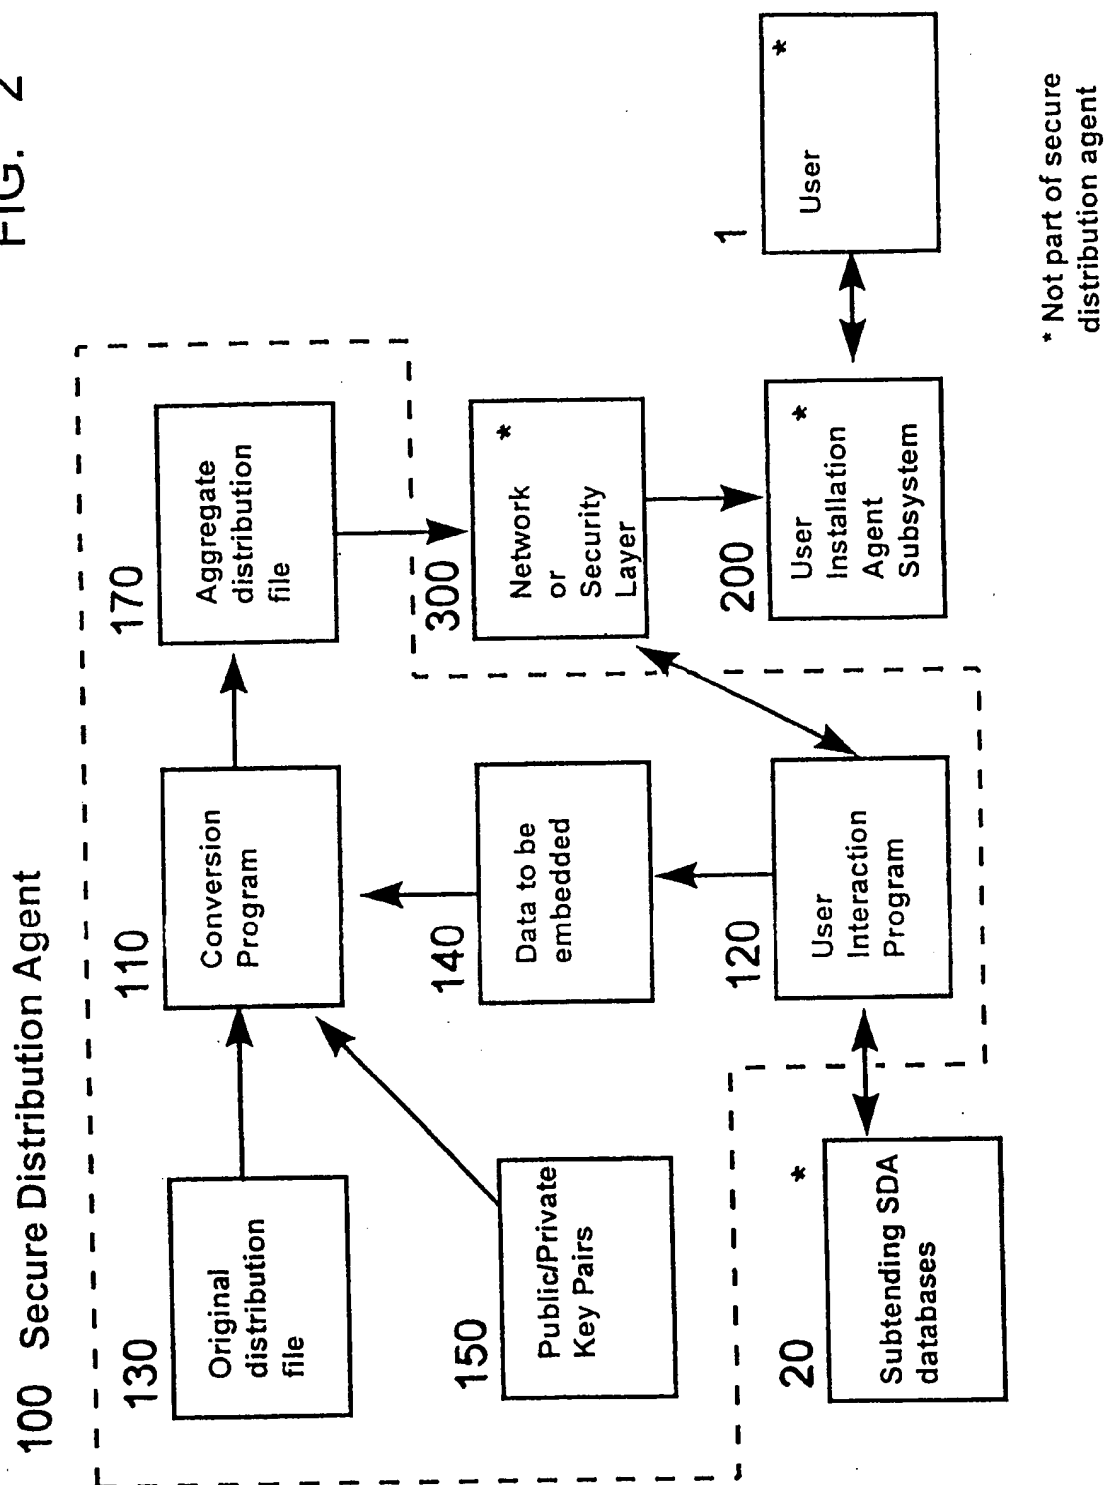 FIG. 2
100 Secure Distribution Agent
130
Original
distribution
file
110
Conversion
Program
170
Aggregate
distribution
file
150
Public/Private
Key Pairs
140
Data to be
embedded
300
Network *
or
Security
Layer
20 *
Subtending SDA
databases
120
User
Interaction
Program
200
User *
Installation
Agent
Subsystem
1
User *
* Not part of secure
distribution agent